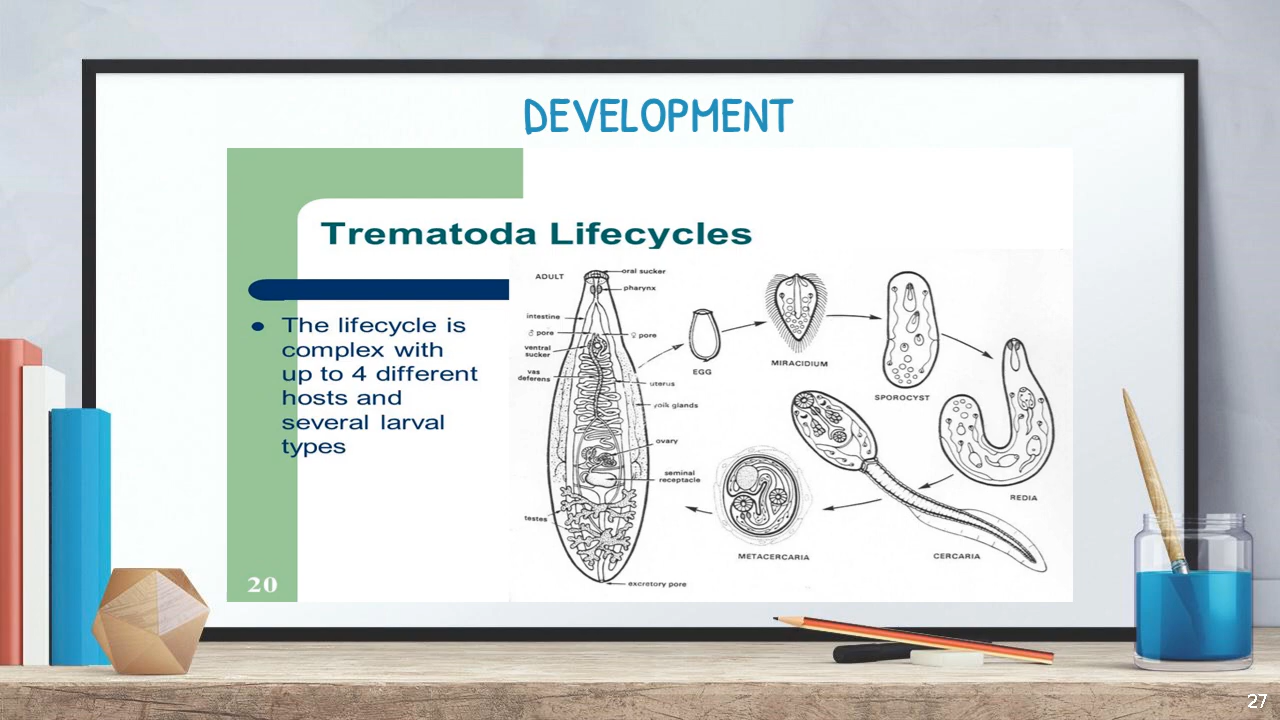 DEVELOPMENT
Trematoda Lifecycles
● The lifecycle is
complex with
up to 4 different
hosts and
several larval
types
20
ADULT
oral sucker
pharynx
intestine
♂ pore
♀ pore
ventral
sucker
vas
deferens
uterus
yolk glands
ovary
seminal
receptacle
testes
excretory pore
EGG
MIRACIDIUM
SPOROCYST
REDIA
CERCARIA
METACERCARIA
27